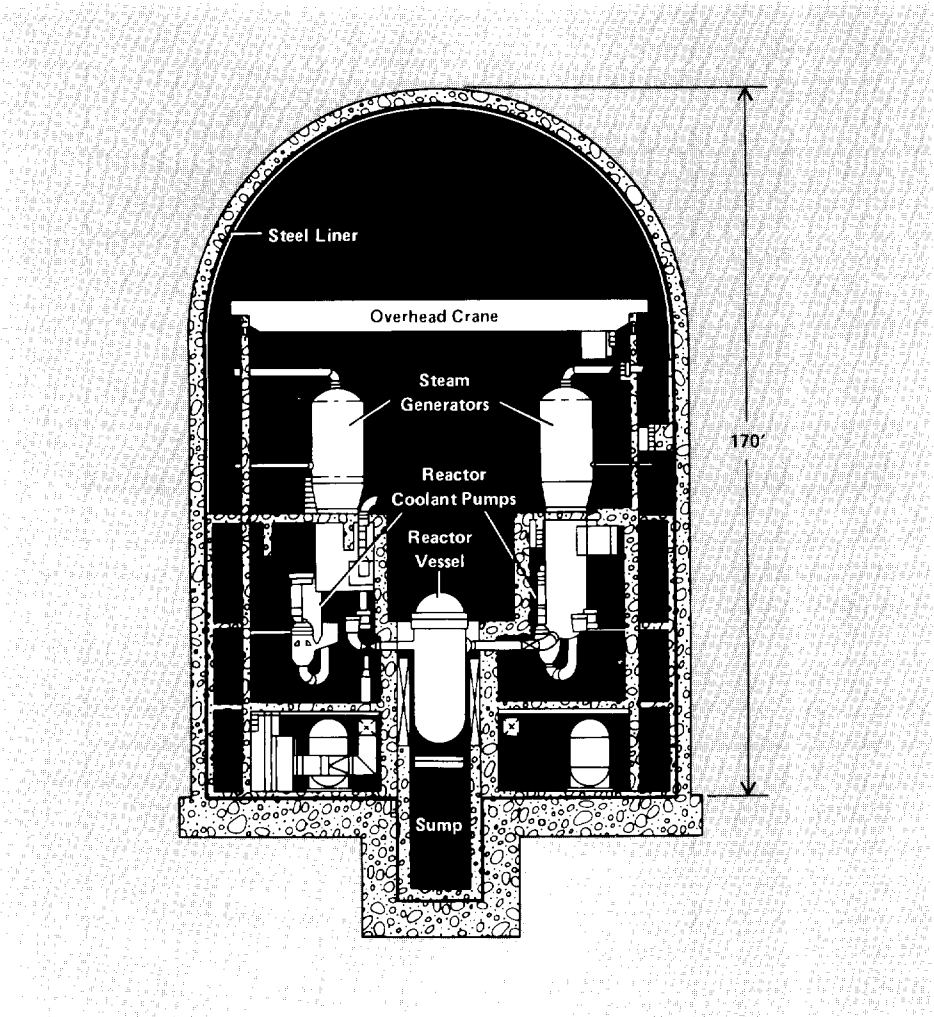 Steel Liner
Overhead Crane
Steam
Generators
170′
Reactor
Coolant Pumps
Reactor
Vessel
Sump